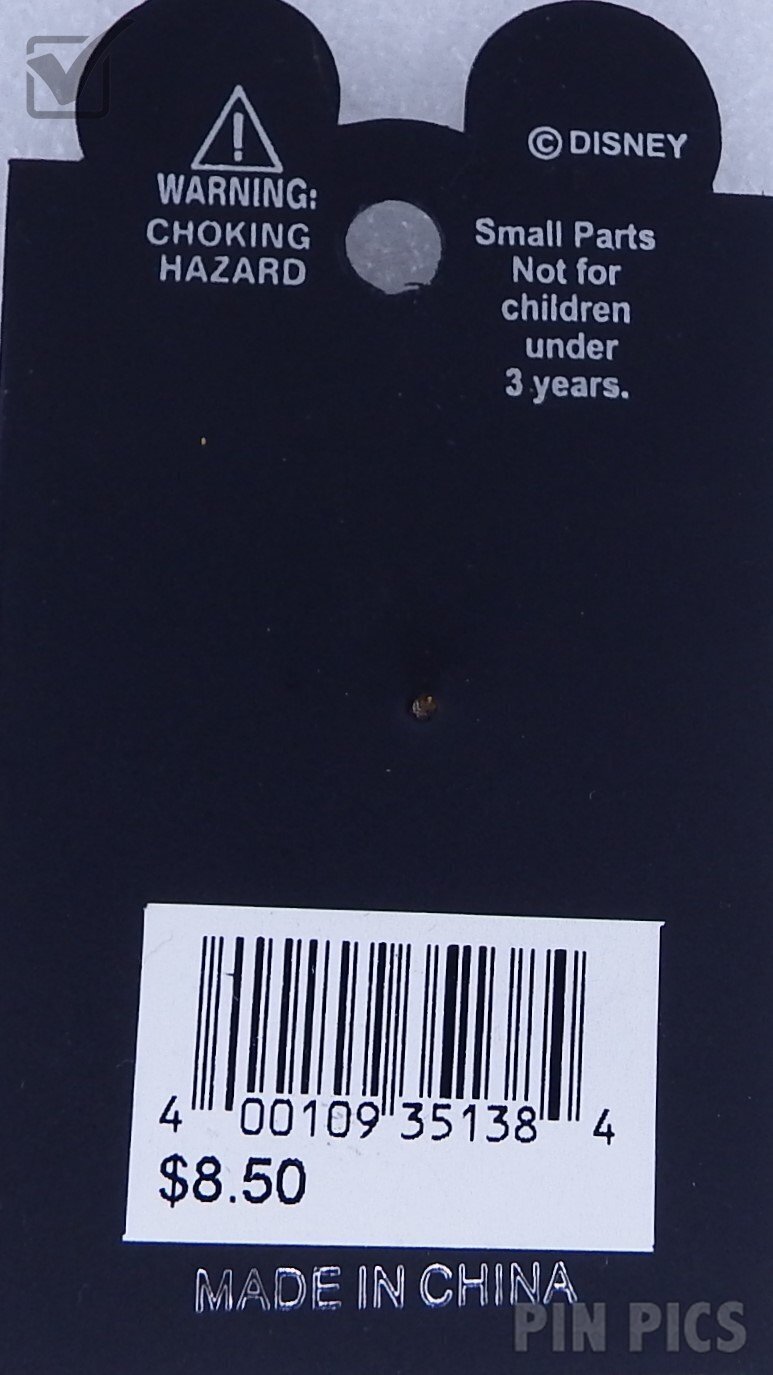 © DISNEY
WARNING:
CHOKING
HAZARD
Small Parts
Not for
children
under
3 years.
4 00109 35138 4
$8.50
MADE IN CHINA
PIN PICS